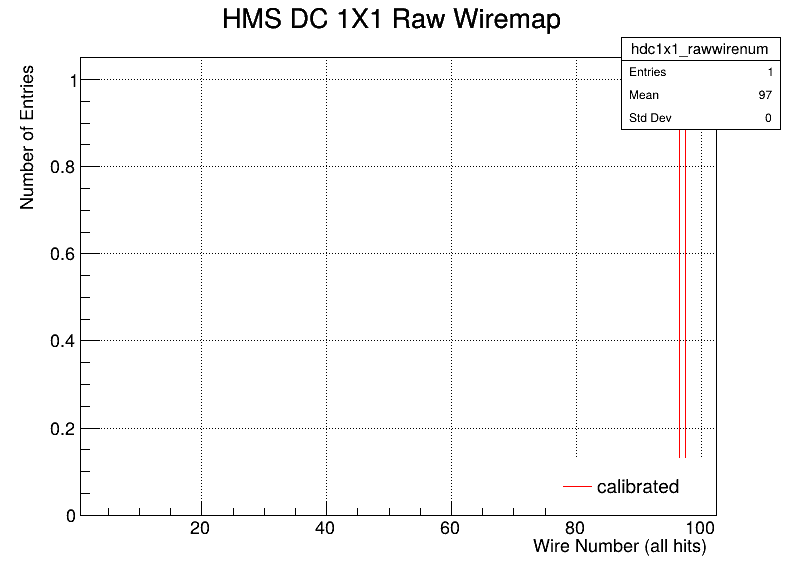 HMS DC 1X1 Raw Wiremap
hdc1x1_rawwirenum
Entries 1
Mean 97
Std Dev 0
Number of Entries
1
0.8
0.6
0.4
0.2
0
calibrated
20 40 60 80 100
Wire Number (all hits)